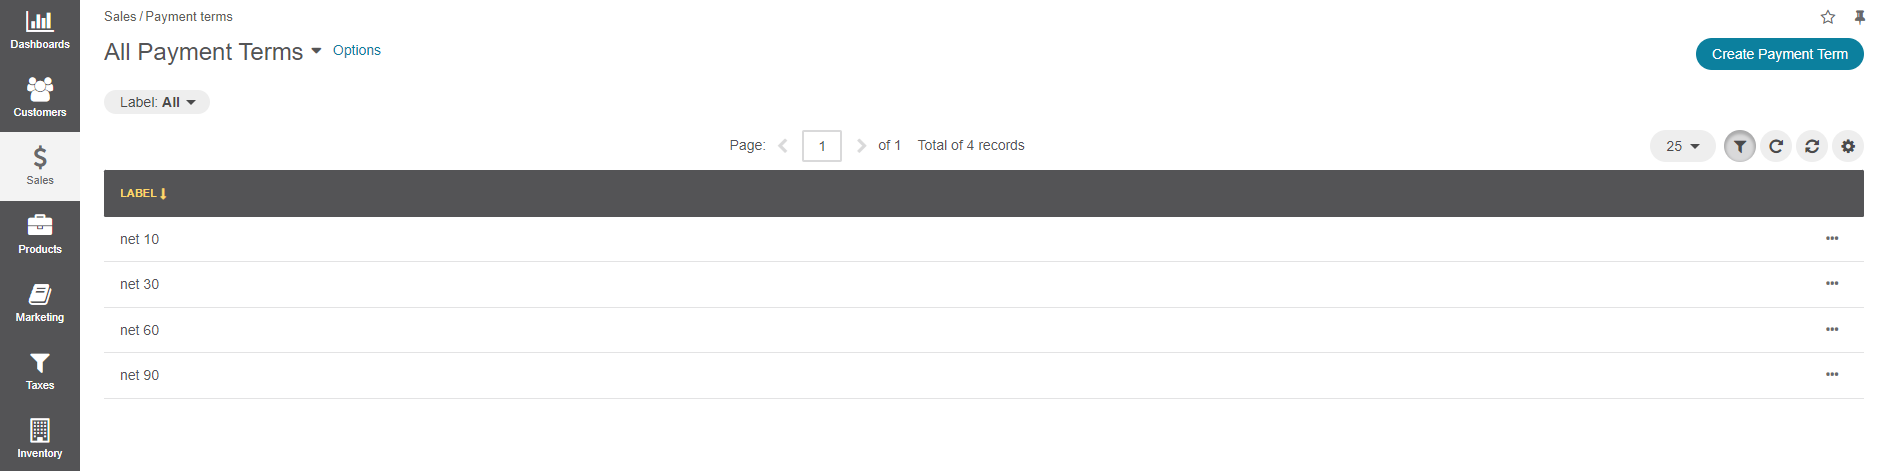 Dashboards
Customers
Sales
Products
Marketing
Taxes
Inventory
Sales / Payment terms
All Payment Terms Options
Create Payment Term
Label: All
Page: 1 of 1 Total of 4 records
25
LABEL
net 10
net 30
net 60
net 90